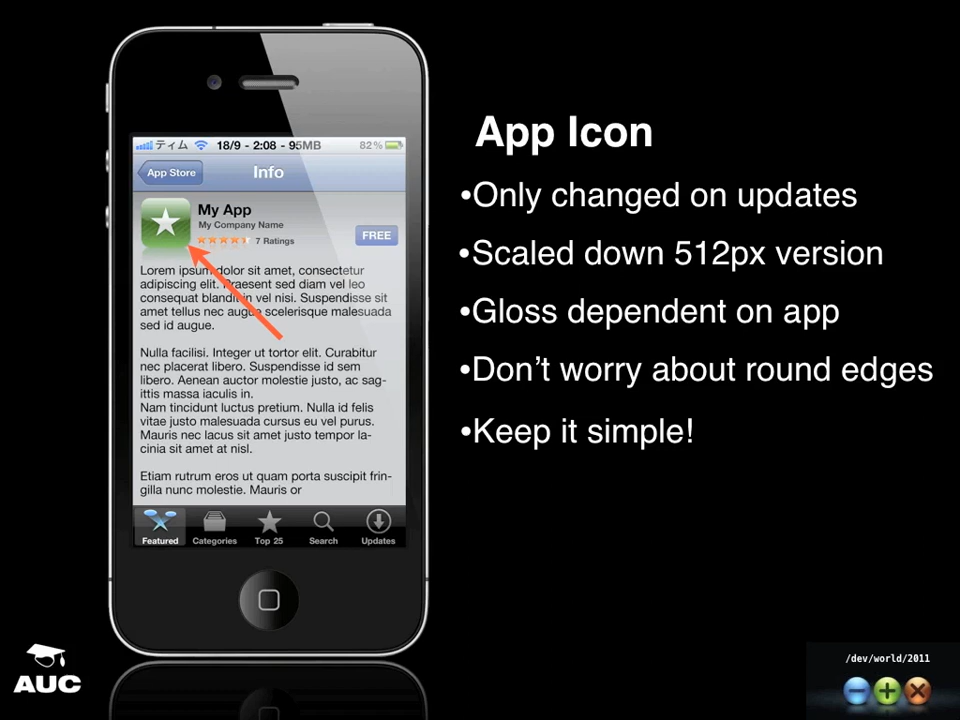 App Icon
•Only changed on updates
•Scaled down 512px version
•Gloss dependent on app
•Don’t worry about round edges
•Keep it simple!
ティム 18/9 - 2:08 - 95MB 82%
App Store Info
My App
My Company Name
7 Ratings
FREE
Lorem ipsum dolor sit amet, consectetur
adipiscing elit. Praesent sed diam vel leo
consequat blandit in vel nisi. Suspendisse sit
amet tellus nec augue scelerisque malesuada
sed id augue.
Nulla facilisi. Integer ut tortor elit. Curabitur
nec placerat libero. Suspendisse id sem
libero. Aenean auctor molestie justo, ac sag-
ittis massa iaculis in.
Nam tincidunt luctus pretium. Nulla id felis
vitae justo malesuada cursus eu vel purus.
Mauris nec lacus sit amet justo tempor la-
cinia sit amet at nisl.
Etiam rutrum eros ut quam porta suscipit frin-
gilla nunc molestie. Mauris or
Featured Categories Top 25 Search Updates
AUC
/dev/world/2011